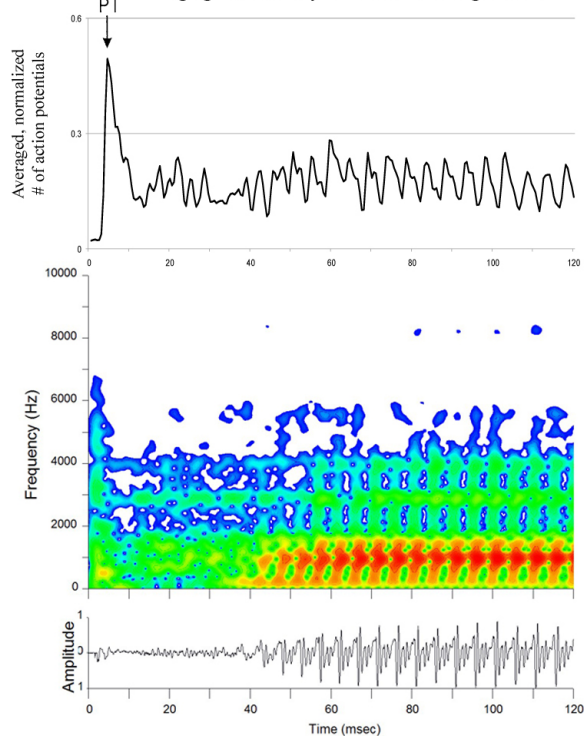 Averaged, normalized
# of action potentials
0.6
0.3
0
0 20 40 60 80 100 120
10000
8000
6000
4000
2000
0
Frequency (Hz)
1
0
1
Amplitude
0 20 40 60 80 100 120
Time (msec)